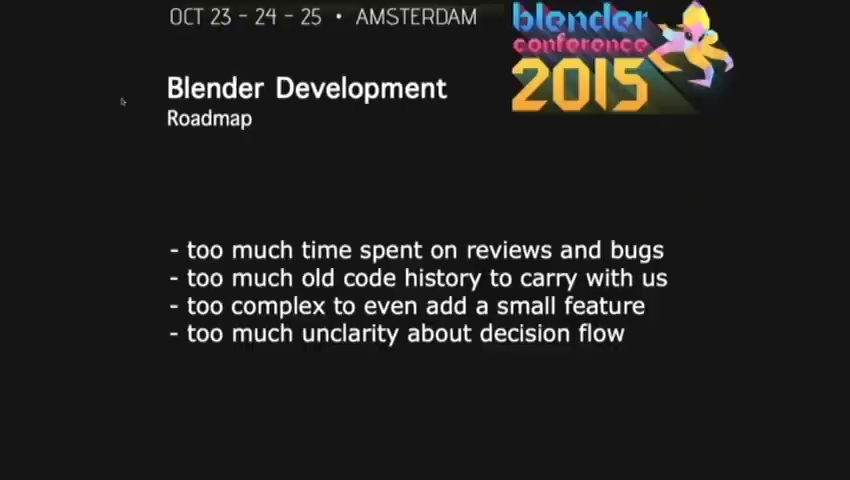 OCT 23 - 24 - 25 • AMSTERDAM
blender
conference
2015
Blender Development
Roadmap
- too much time spent on reviews and bugs
- too much old code history to carry with us
- too complex to even add a small feature
- too much unclarity about decision flow